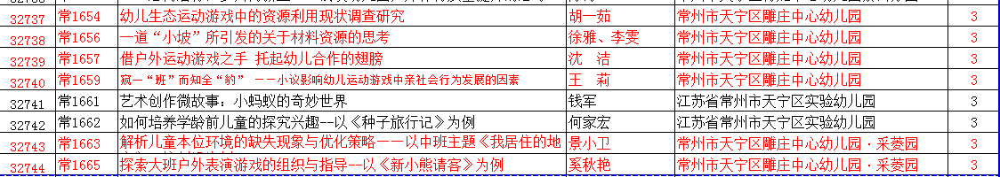 32737 常1654 幼儿生态运动游戏中的资源利用现状调查研究 胡一茹 常州市天宁区雕庄中心幼儿园 3
32738 常1656 一道“小坡”所引发的关于材料资源的思考 徐雅、李雯 常州市天宁区雕庄中心幼儿园 3
32739 常1657 借户外运动游戏之手 托起幼儿合作的翅膀 沈 洁 常州市天宁区雕庄中心幼儿园 3
32740 常1659 窥一“班”而知全“豹” ——小议影响幼儿运动游戏中亲社会行为发展的因素 王 莉 常州市天宁区雕庄中心幼儿园 3
32741 常1661 艺术创作微故事：小蚂蚁的奇妙世界 钱军 江苏省常州市天宁区实验幼儿园 3
32742 常1662 如何培养学龄前儿童的探究兴趣--以《种子旅行记》为例 何家宏 江苏省常州市天宁区实验幼儿园 3
32743 常1663 解析儿童本位环境的缺失现象与优化策略——以中班主题《我居住的地 景小卫 常州市天宁区雕庄中心幼儿园·采菱园 3
32744 常1665 探索大班户外表演游戏的组织与指导--以《新小熊请客》为例 奚秋艳 常州市天宁区雕庄中心幼儿园·采菱园 3